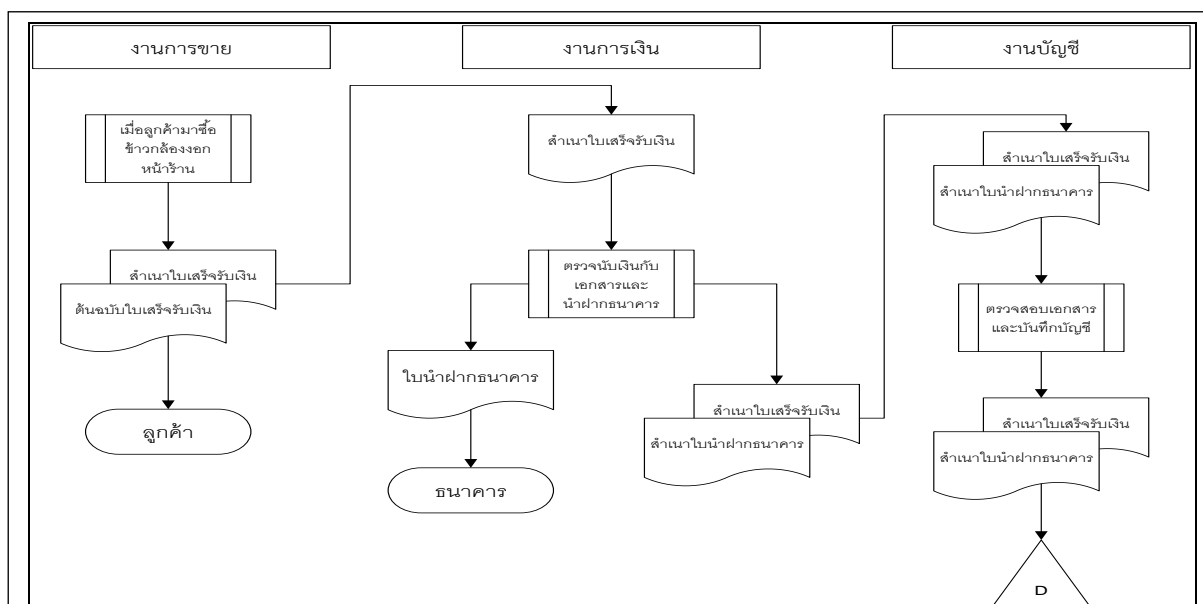 งานการขาย
งานการเงิน
งานบัญชี
เมื่อลูกค้ามาซื้อ
ข้าวกล้องงอก
หน้าร้าน
สำเนาใบเสร็จรับเงิน
ต้นฉบับใบเสร็จรับเงิน
ลูกค้า
สำเนาใบเสร็จรับเงิน
ตรวจนับเงินกับ
เอกสารและ
นำฝากธนาคาร
ใบนำฝากธนาคาร
ธนาคาร
สำเนาใบเสร็จรับเงิน
สำเนาใบนำฝากธนาคาร
สำเนาใบเสร็จรับเงิน
สำเนาใบนำฝากธนาคาร
ตรวจสอบเอกสาร
และบันทึกบัญชี
สำเนาใบเสร็จรับเงิน
สำเนาใบนำฝากธนาคาร
D